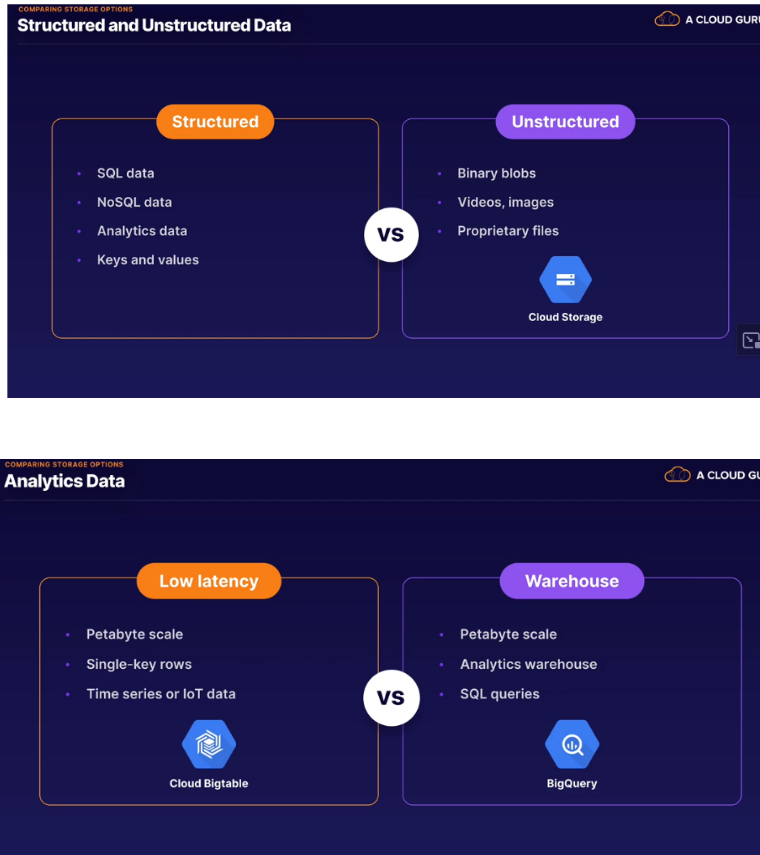 COMPARING STORAGE OPTIONS
Structured and Unstructured Data
A CLOUD GURU
Structured
SQL data
NoSQL data
Analytics data
Keys and values
VS
Unstructured
Binary blobs
Videos, images
Proprietary files
Cloud Storage
COMPARING STORAGE OPTIONS
Analytics Data
A CLOUD GU
Low latency
Petabyte scale
Single-key rows
Time series or IoT data
Cloud Bigtable
VS
Warehouse
Petabyte scale
Analytics warehouse
SQL queries
BigQuery